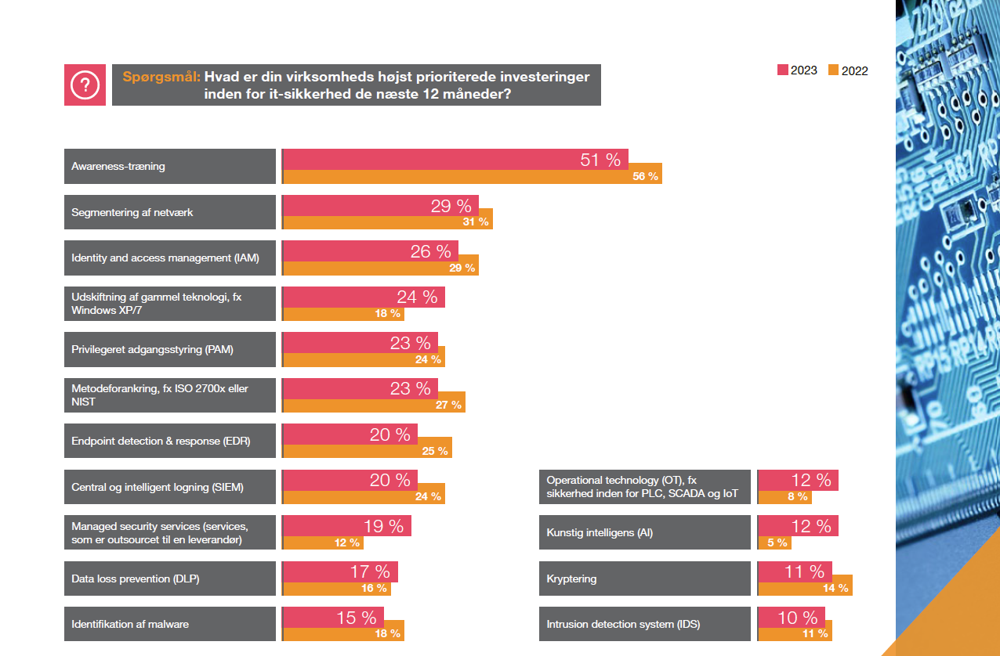 ?
Spørgsmål: Hvad er din virksomheds højst prioriterede investeringer
inden for it-sikkerhed de næste 12 måneder?
2023
2022
Awareness-træning
51 %
56 %
Segmentering af netværk
29 %
31 %
Identity and access management (IAM)
26 %
29 %
Udskiftning af gammel teknologi, fx
Windows XP/7
24 %
18 %
Privilegeret adgangsstyring (PAM)
23 %
24 %
Metodeforankring, fx ISO 2700x eller
NIST
23 %
27 %
Endpoint detection & response (EDR)
20 %
25 %
Central og intelligent logning (SIEM)
20 %
24 %
Managed security services (services,
som er outsourcet til en leverandør)
19 %
12 %
Data loss prevention (DLP)
17 %
16 %
Identifikation af malware
15 %
18 %
Operational technology (OT), fx
sikkerhed inden for PLC, SCADA og IoT
12 %
8 %
Kunstig intelligens (AI)
12 %
5 %
Kryptering
11 %
14 %
Intrusion detection system (IDS)
10 %
11 %
R67
RP15
RP14